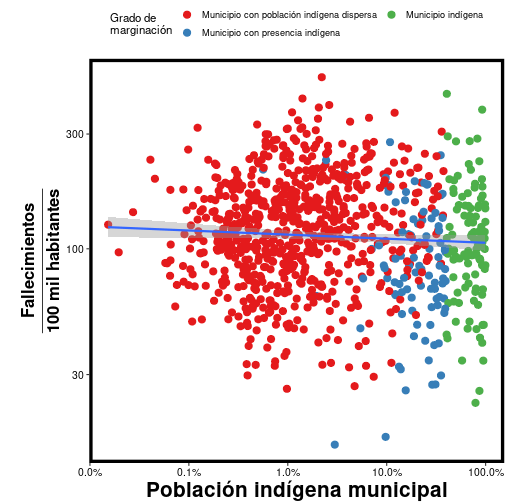 Grado de
marginación
Municipio con población indígena dispersa
Municipio indígena
Municipio con presencia indígena
300
100
30
Fallecimientos
100 mil habitantes
0.0%
0.1%
1.0%
10.0%
100.0%
Población indígena municipal